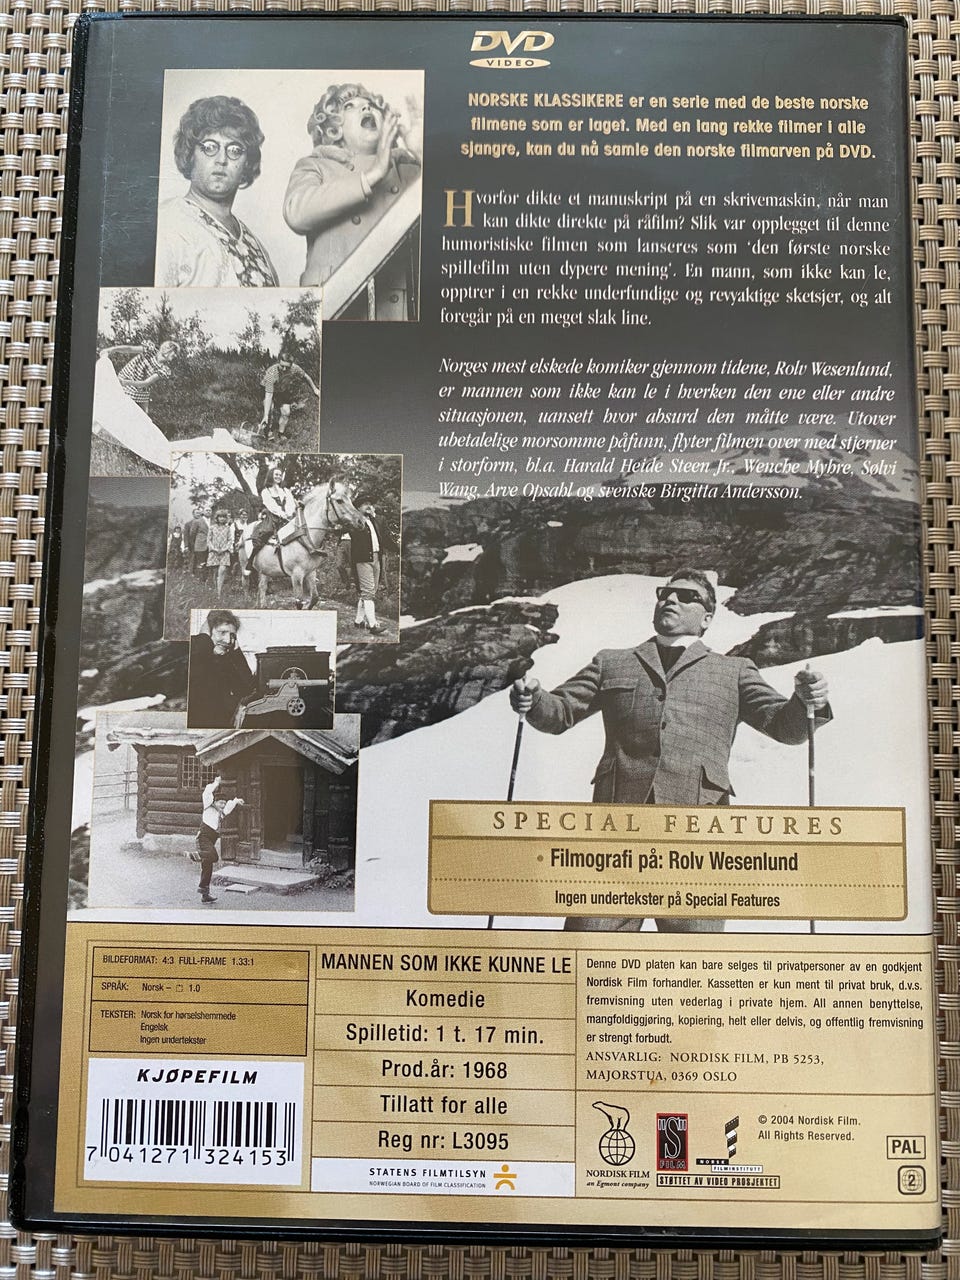 DVD
VIDEO
NORSKE KLASSIKERE er en serie med de beste norske
filmene som er laget. Med en lang rekke filmer i alle
sjangre, kan du nå samle den norske filmarven på DVD.
Hvorfor dikte et manuskript på en skrivemaskin, når man
kan dikte direkte på råfilm? Slik var opplegget til denne
humoristiske filmen som lanseres som 'den første norske
spillefilm uten dypere mening'. En mann, som ikke kan le,
opptrer i en rekke underfundige og revyaktige sketsjer, og alt
foregår på en meget slak line.
Norges mest elskede komiker gjennom tidene, Rolv Wesenlund,
er mannen som ikke kan le i hverken den ene eller andre
situasjonen, uansett hvor absurd den måtte være. Utover
ubetalelige morsomme påfunn, flyter filmen over med stjerner
i storform, bl.a. Harald Heide Steen Jr., Wenche Myhre, Sølvi
Wang, Arve Opsahl og svenske Birgitta Andersson.
SPECIAL FEATURES
• Filmografi på: Rolv Wesenlund
Ingen undertekster på Special Features
BILDEFORMAT: 4:3 FULL-FRAME 1.33:1
SPRÅK: Norsk – 1.0
TEKSTER: Norsk for hørselshemmede
Engelsk
Ingen undertekster
KJØPEFILM
7 041271 324153
MANNEN SOM IKKE KUNNE LE
Komedie
Spilletid: 1 t. 17 min.
Prod.år: 1968
Tillatt for alle
Reg nr: L3095
STATENS FILMTILSYN
NORWEGIAN BOARD OF FILM CLASSIFICATION
Denne DVD platen kan bare selges til privatpersoner av en godkjent
Nordisk Film forhandler. Kassetten er kun ment til privat bruk, d.v.s.
fremvisning uten vederlag i private hjem. All annen benyttelse,
mangfoldiggjøring, kopiering, helt eller delvis, og offentlig fremvisning
er strengt forbudt.
ANSVARLIG: NORDISK FILM, PB 5253,
MAJORSTUA, 0369 OSLO
NORDISK FILM
an Egmont company
S
FILM
NORSK
FILMINSTITUTT
STØTTET AV VIDEO PROSJEKTET
© 2004 Nordisk Film.
All Rights Reserved.
PAL
2